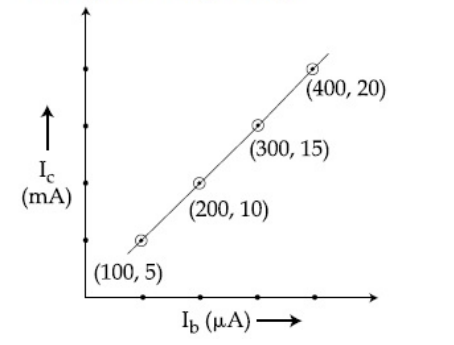 (400, 20)
(300, 15)
I_c
(mA)
(200, 10)
(100, 5)
I_b (μA)